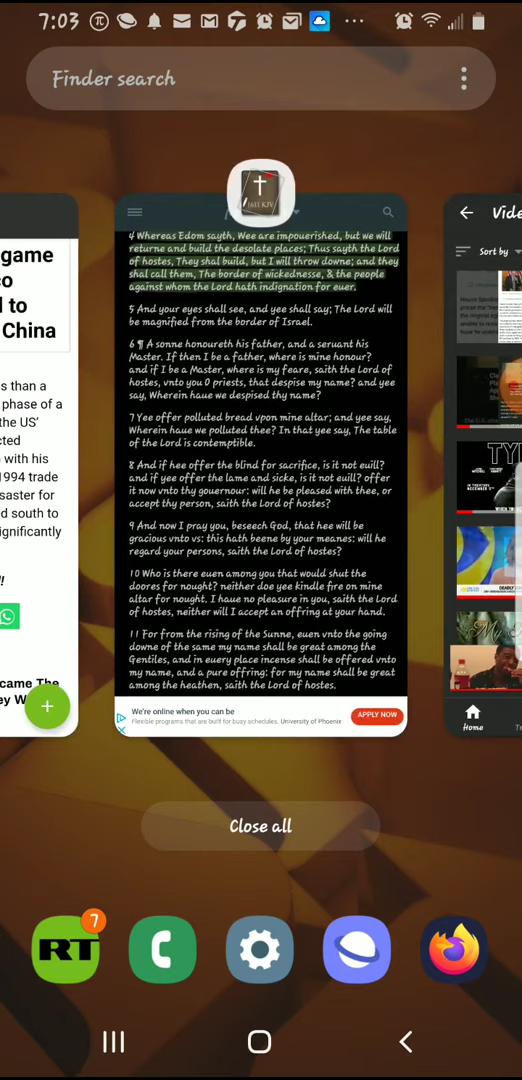 7:03
Finder search
1611 KJV
game
co
l to
China
s than a
phase of a
the US'
cted
with his
1994 trade
saster for
d south to
ignificantly
!
came The
ey W
+
4 Whereas Edom sayth, Wee are impouerished, but we will
returne and build the desolate places; Thus sayth the Lord
of hostes, They shal build, but I will throw downe; and they
shal call them, The border of wickednesse, & the people
against whom the Lord hath indignation for euer.
5 And your eyes shall see, and yee shall say; The Lord will
be magnified from the border of Israel.
6 ¶ A sonne honoureth his father, and a seruant his
Master. If then I be a father, where is mine honour?
and if I be a Master, where is my feare, saith the Lord of
hostes, vnto you O priests, that despise my name? and yee
say, Wherein haue we despised thy name?
7 Yee offer polluted bread vpon mine altar; and yee say,
Wherein haue we polluted thee? In that yee say, The table
of the Lord is contemptible.
8 And if hee offer the blind for sacrifice, is it not euill?
and if yee offer the lame and sicke, is it not euill? offer
it now vnto thy gouernour: will he be pleased with thee, or
accept thy person, saith the Lord of hostes?
9 And now I pray you, beseech God, that hee will be
gracious vnto vs: this hath beene by your meanes: will he
regard your persons, saith the Lord of hostes?
10 Who is there euen among you that would shut the
doores for nought? neither doe yee kindle fire on mine
altar for nought. I haue no pleasure in you, saith the Lord
of hostes, neither will I accept an offring at your hand.
11 For from the rising of the Sunne, euen vnto the going
downe of the same my name shall be great among the
Gentiles, and in euery place incense shall be offered vnto
my name, and a pure offring: for my name shall be great
among the heathen, saith the Lord of hostes.
We're online when you can be
Flexible programs that are built for busy schedules. University of Phoenix
APPLY NOW
Vide
Sort by
TY
Home
Tr
Close all
7
RT